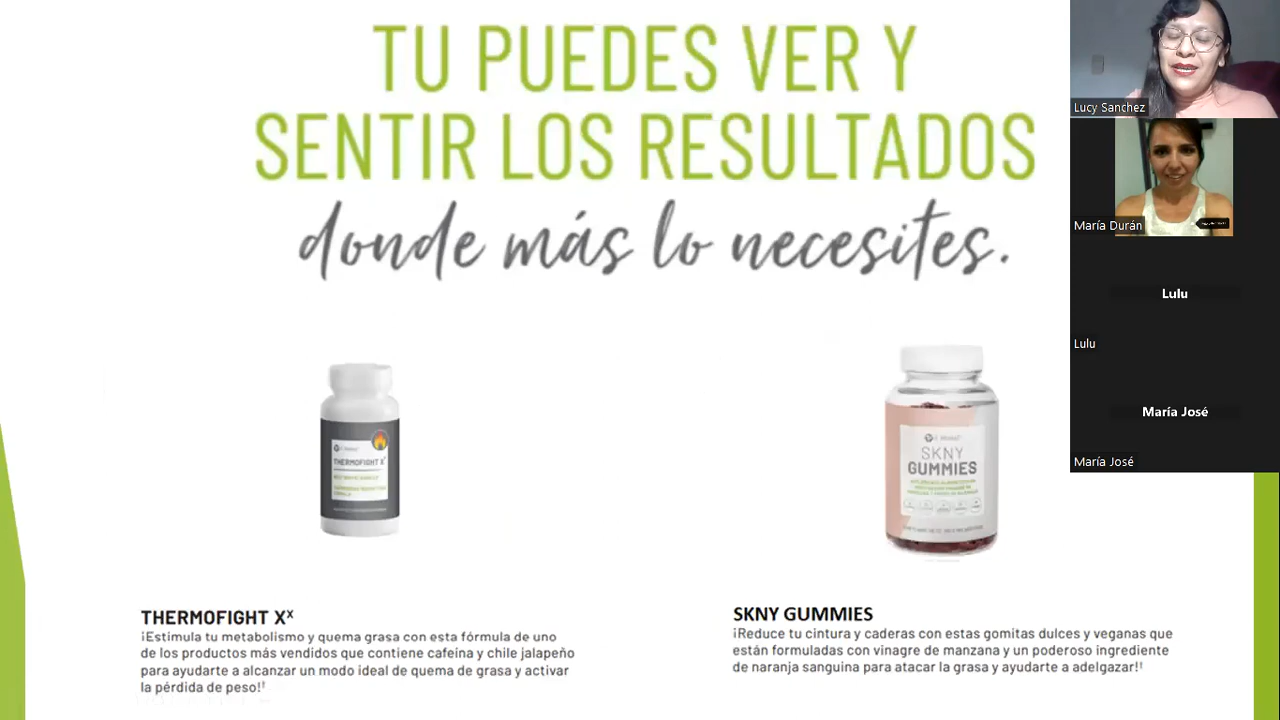 TU PUEDES VER Y
SENTIR LOS RESULTADOS
donde más lo necesites.
Lucy Sanchez
María Durán
Lulu
Lulu
María José
María José
THERMOFIGHT X
SKNY
GUMMIES
THERMOFIGHT Xˣ
¡Estimula tu metabolismo y quema grasa con esta fórmula de uno
de los productos más vendidos que contiene cafeína y chile jalapeño
para ayudarte a alcanzar un modo ideal de quema de grasa y activar
la pérdida de peso!†
SKNY GUMMIES
¡Reduce tu cintura y caderas con estas gomitas dulces y veganas que
están formuladas con vinagre de manzana y un poderoso ingrediente
de naranja sanguina para atacar la grasa y ayudarte a adelgazar!†